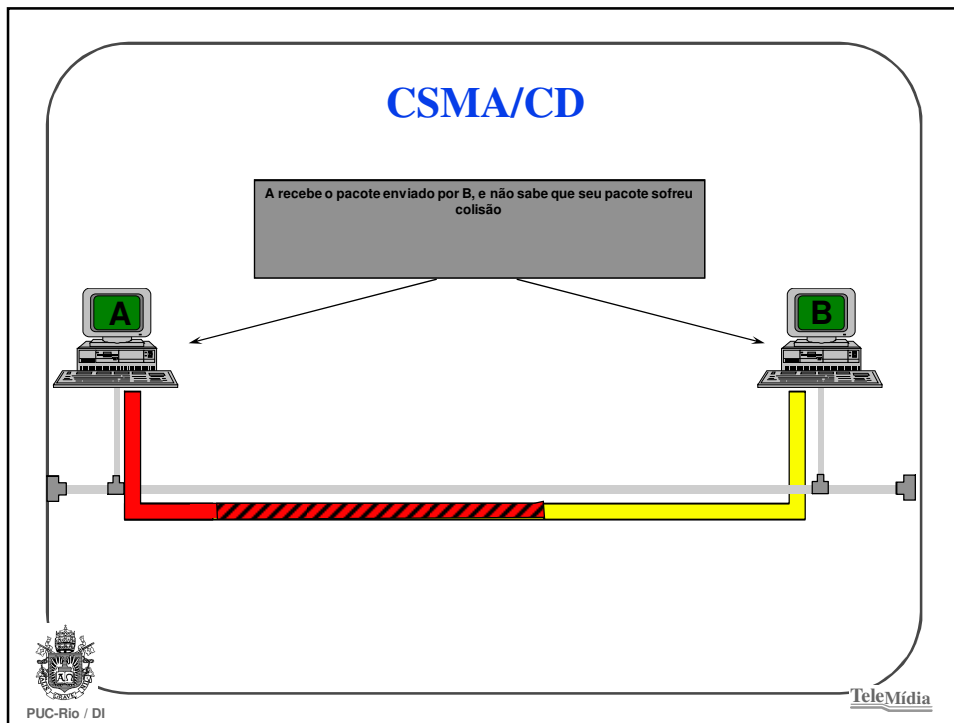 CSMA/CD
A recebe o pacote enviado por B, e não sabe que seu pacote sofreu
colisão
A
B
PUC-Rio / DI
TeleMídia